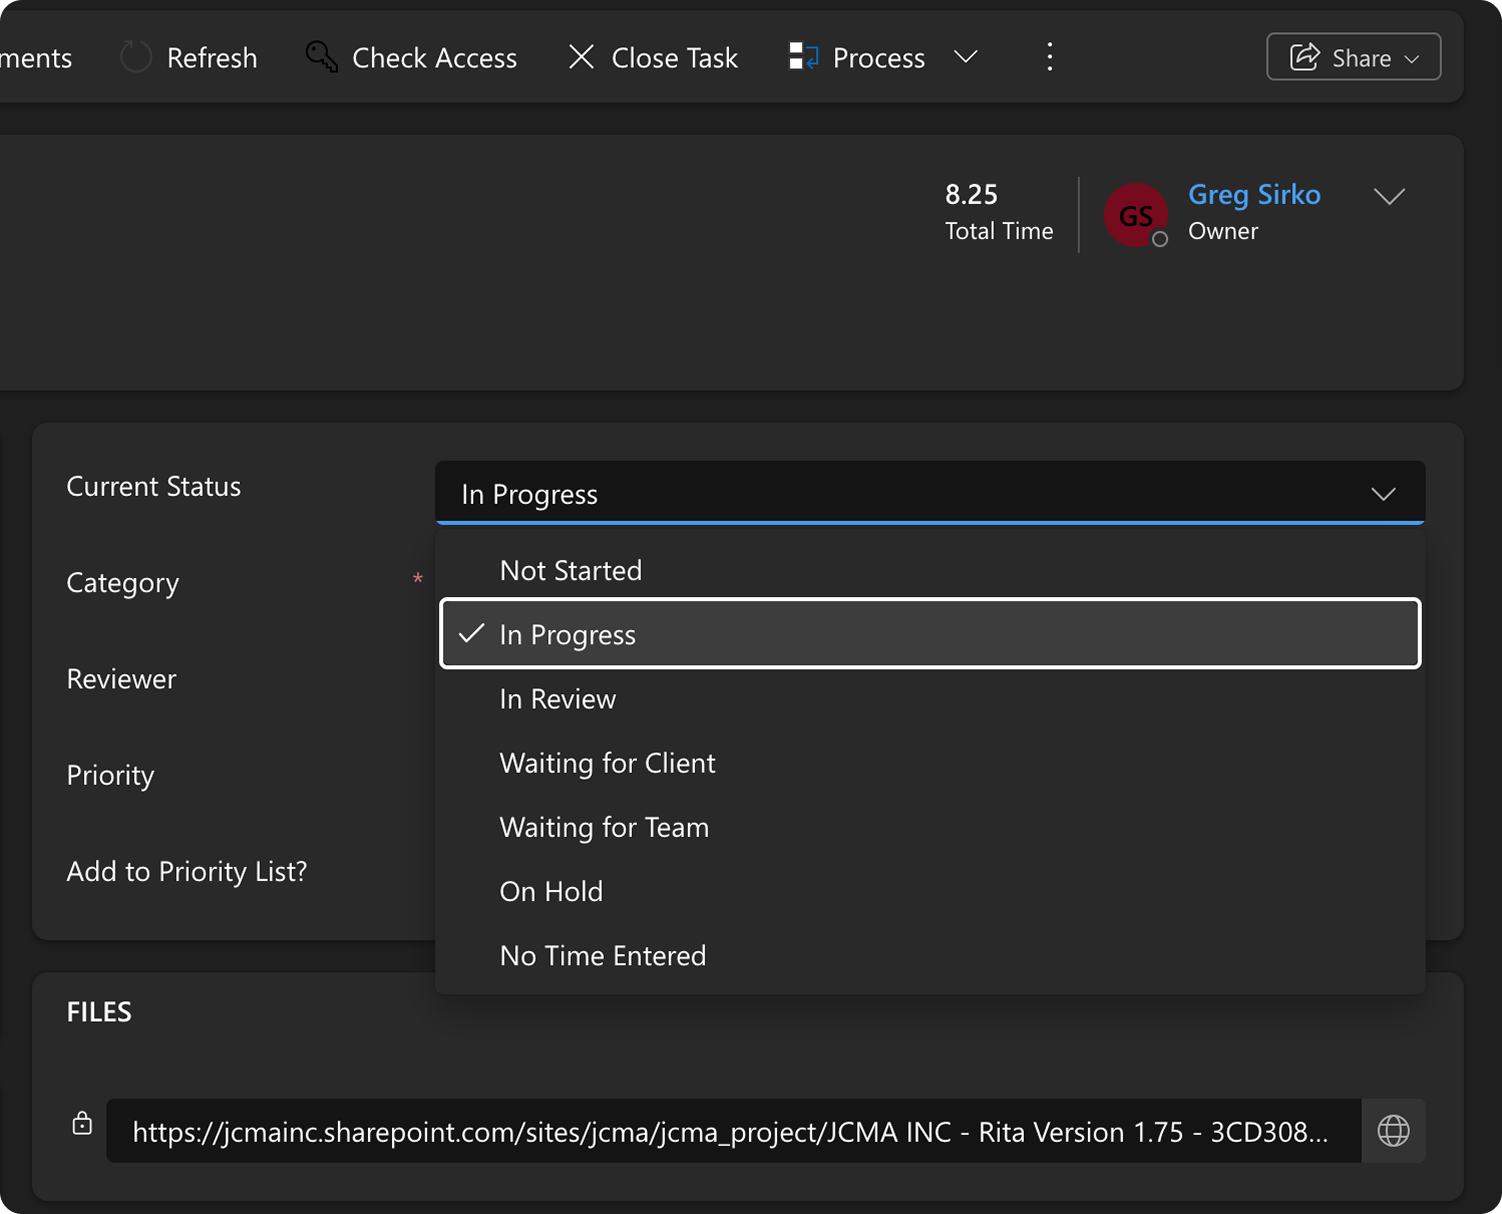 ments Refresh Check Access Close Task Process Share
8.25 Greg Sirko
GS
Total Time Owner
Current Status In Progress
Not Started
Category *
In Progress
Reviewer
In Review
Waiting for Client
Priority
Waiting for Team
Add to Priority List?
On Hold
No Time Entered
FILES
https://jcmainc.sharepoint.com/sites/jcma/jcma_project/JCMA INC - Rita Version 1.75 - 3CD308...